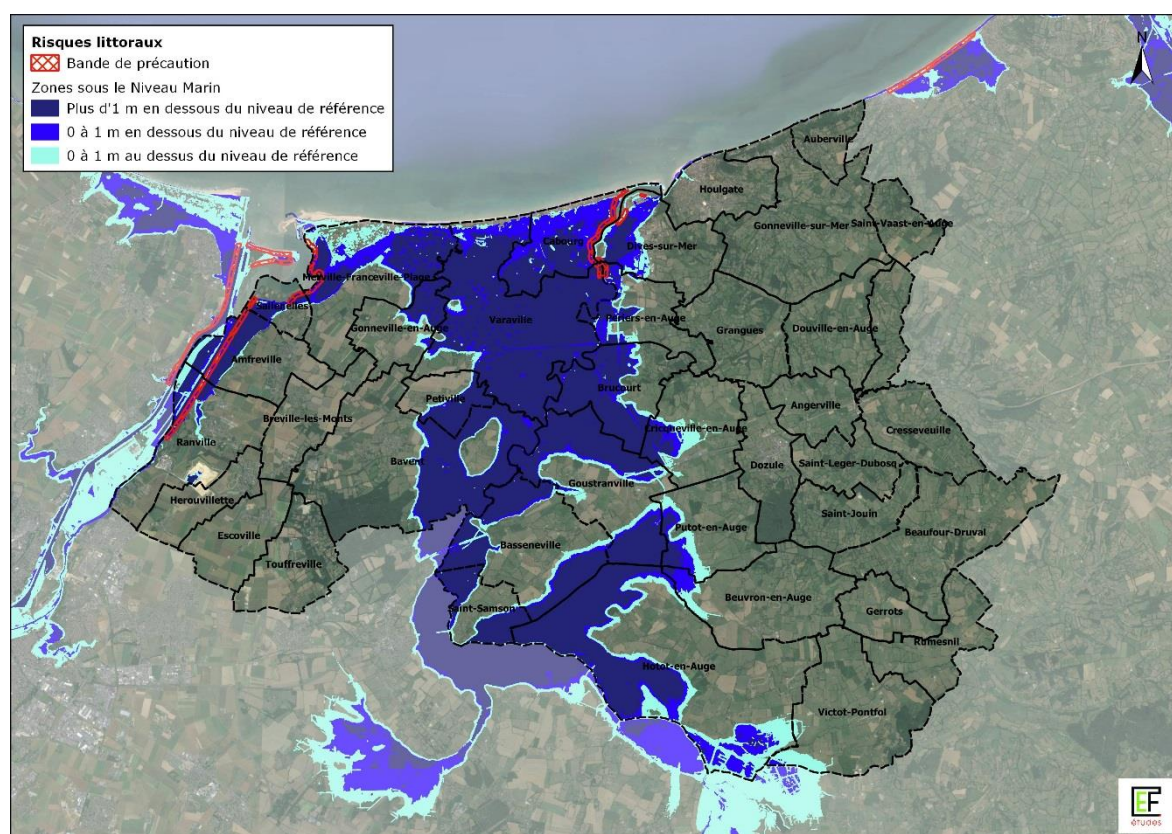 Risques littoraux
Bande de précaution
Zones sous le Niveau Marin
Plus d'1 m en dessous du niveau de référence
0 à 1 m en dessous du niveau de référence
0 à 1 m au dessus du niveau de référence
N
Auberville
Houlgate
Gonneville-sur-Mer
Saint-Vaast-en-Auge
Cabourg
Dives-sur-Mer
Merville-Franceville-Plage
Sallenelles
Gonneville-en-Auge
Varaville
Périers-en-Auge
Grangues
Douville-en-Auge
Amfreville
Brucourt
Petiville
Angerville
Breville-les-Monts
Cricqueville-en-Auge
Cresseveuille
Ranville
Bavent
Dozule
Saint-Leger-Dubosq
Goustranville
Herouvillette
Saint-Jouin
Putot-en-Auge
Beaufour-Druval
Escoville
Basseneville
Touffreville
Beuvron-en-Auge
Saint-Samson
Gerrots
Rumesnil
Hotot-en-Auge
Victot-Pontfol
EF
études